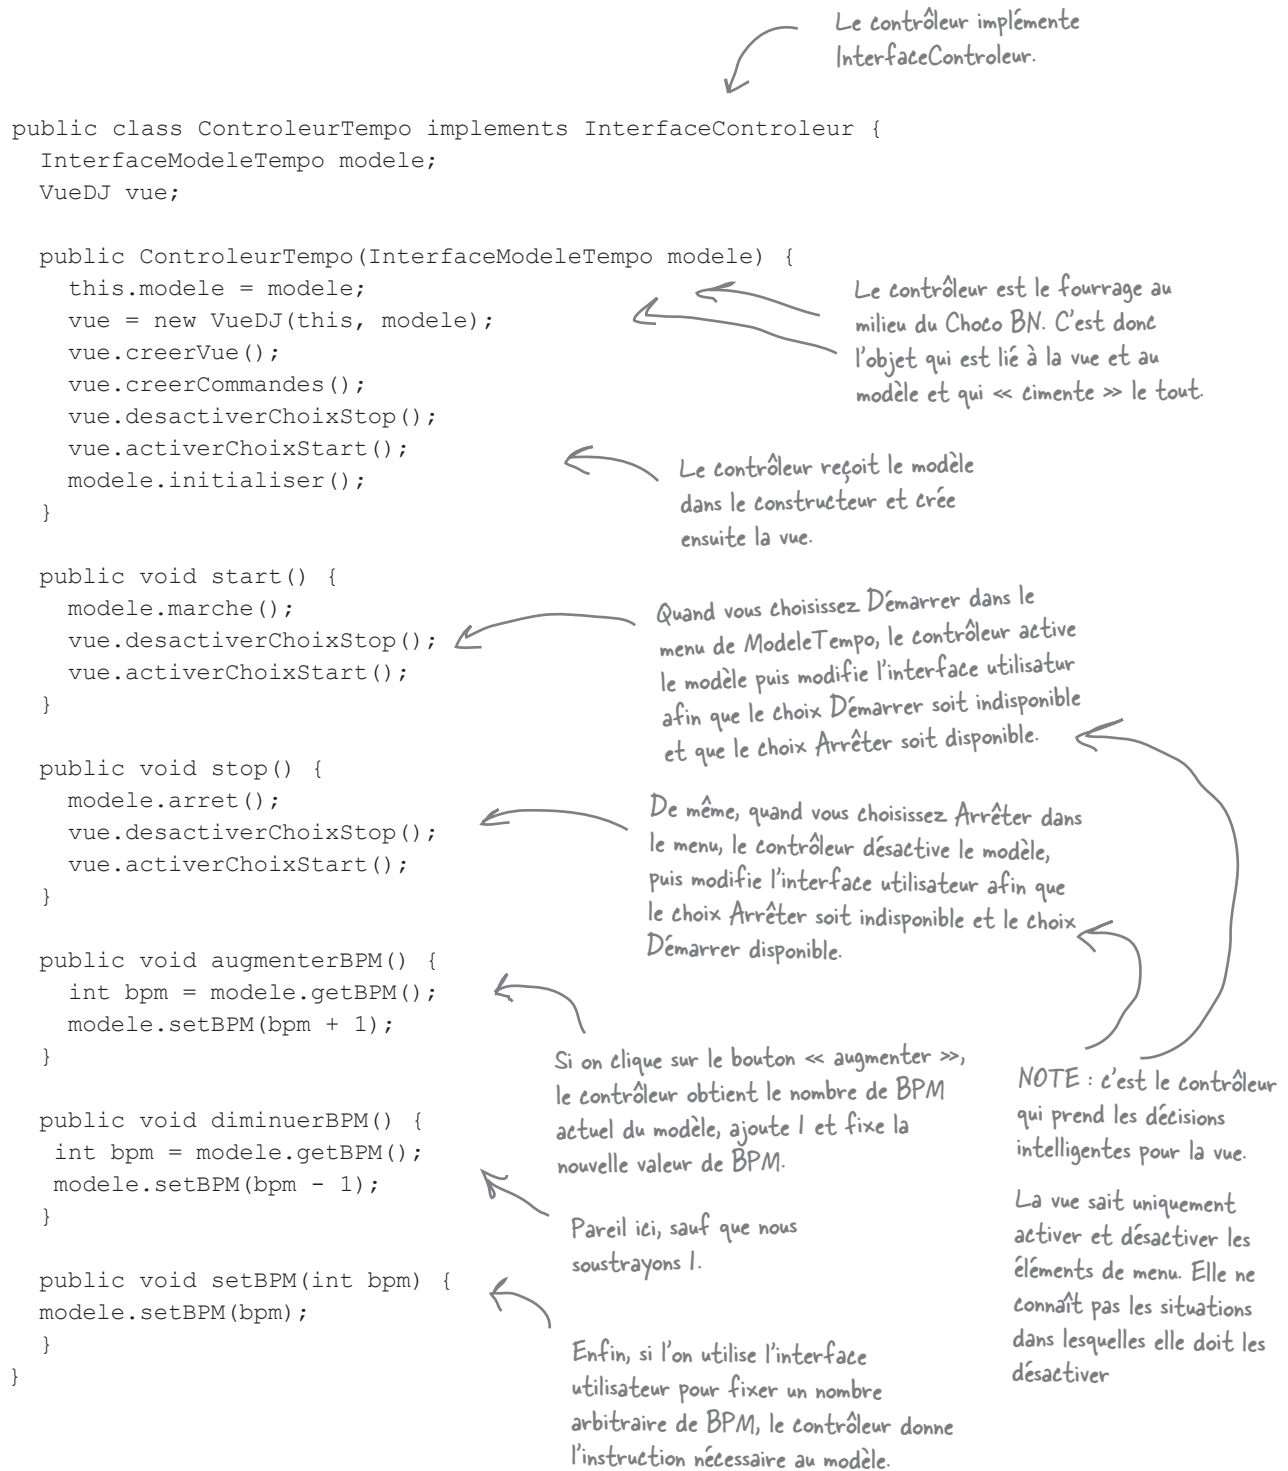 Le contrôleur implémente
InterfaceControleur.
public class ControleurTempo implements InterfaceControleur {
InterfaceModeleTempo modele;
VueDJ vue;
public ControleurTempo(InterfaceModeleTempo modele) {
this.modele = modele;
vue = new VueDJ(this, modele);
vue.creerVue();
vue.creerCommandes();
vue.desactiverChoixStop();
vue.activerChoixStart();
modele.initialiser();
}
Le contrôleur est le fourrage au
milieu du Choco BN. C'est donc
l'objet qui est lié à la vue et au
modèle et qui « cimente » le tout.
Le contrôleur reçoit le modèle
dans le constructeur et crée
ensuite la vue.
public void start() {
modele.marche();
vue.desactiverChoixStop();
vue.activerChoixStart();
}
Quand vous choisissez Démarrer dans le
menu de ModeleTempo, le contrôleur active
le modèle puis modifie l'interface utilisatur
afin que le choix Démarrer soit indisponible
et que le choix Arrêter soit disponible.
public void stop() {
modele.arret();
vue.desactiverChoixStop();
vue.activerChoixStart();
}
De même, quand vous choisissez Arrêter dans
le menu, le contrôleur désactive le modèle,
puis modifie l'interface utilisateur afin que
le choix Arrêter soit indisponible et le choix
Démarrer disponible.
public void augmenterBPM() {
int bpm = modele.getBPM();
modele.setBPM(bpm + 1);
}
Si on clique sur le bouton « augmenter »,
le contrôleur obtient le nombre de BPM
actuel du modèle, ajoute 1 et fixe la
nouvelle valeur de BPM.
NOTE : c'est le contrôleur
qui prend les décisions
intelligentes pour la vue.
La vue sait uniquement
activer et désactiver les
éléments de menu. Elle ne
connaît pas les situations
dans lesquelles elle doit les
désactiver
public void diminuerBPM() {
int bpm = modele.getBPM();
modele.setBPM(bpm - 1);
}
Pareil ici, sauf que nous
soustrayons 1.
public void setBPM(int bpm) {
modele.setBPM(bpm);
}
}
Enfin, si l'on utilise l'interface
utilisateur pour fixer un nombre
arbitraire de BPM, le contrôleur donne
l'instruction nécessaire au modèle.